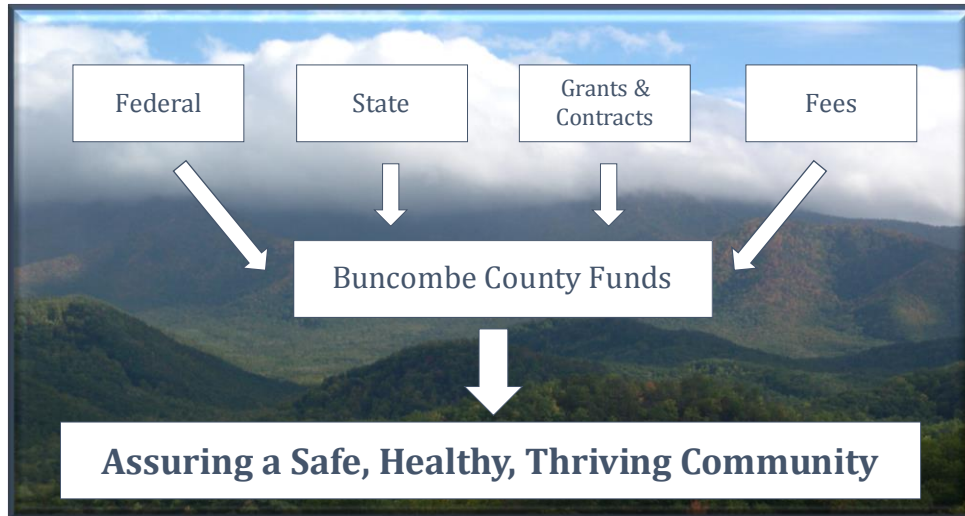 Federal
State
Grants &
Contracts
Fees
Buncombe County Funds
Assuring a Safe, Healthy, Thriving Community